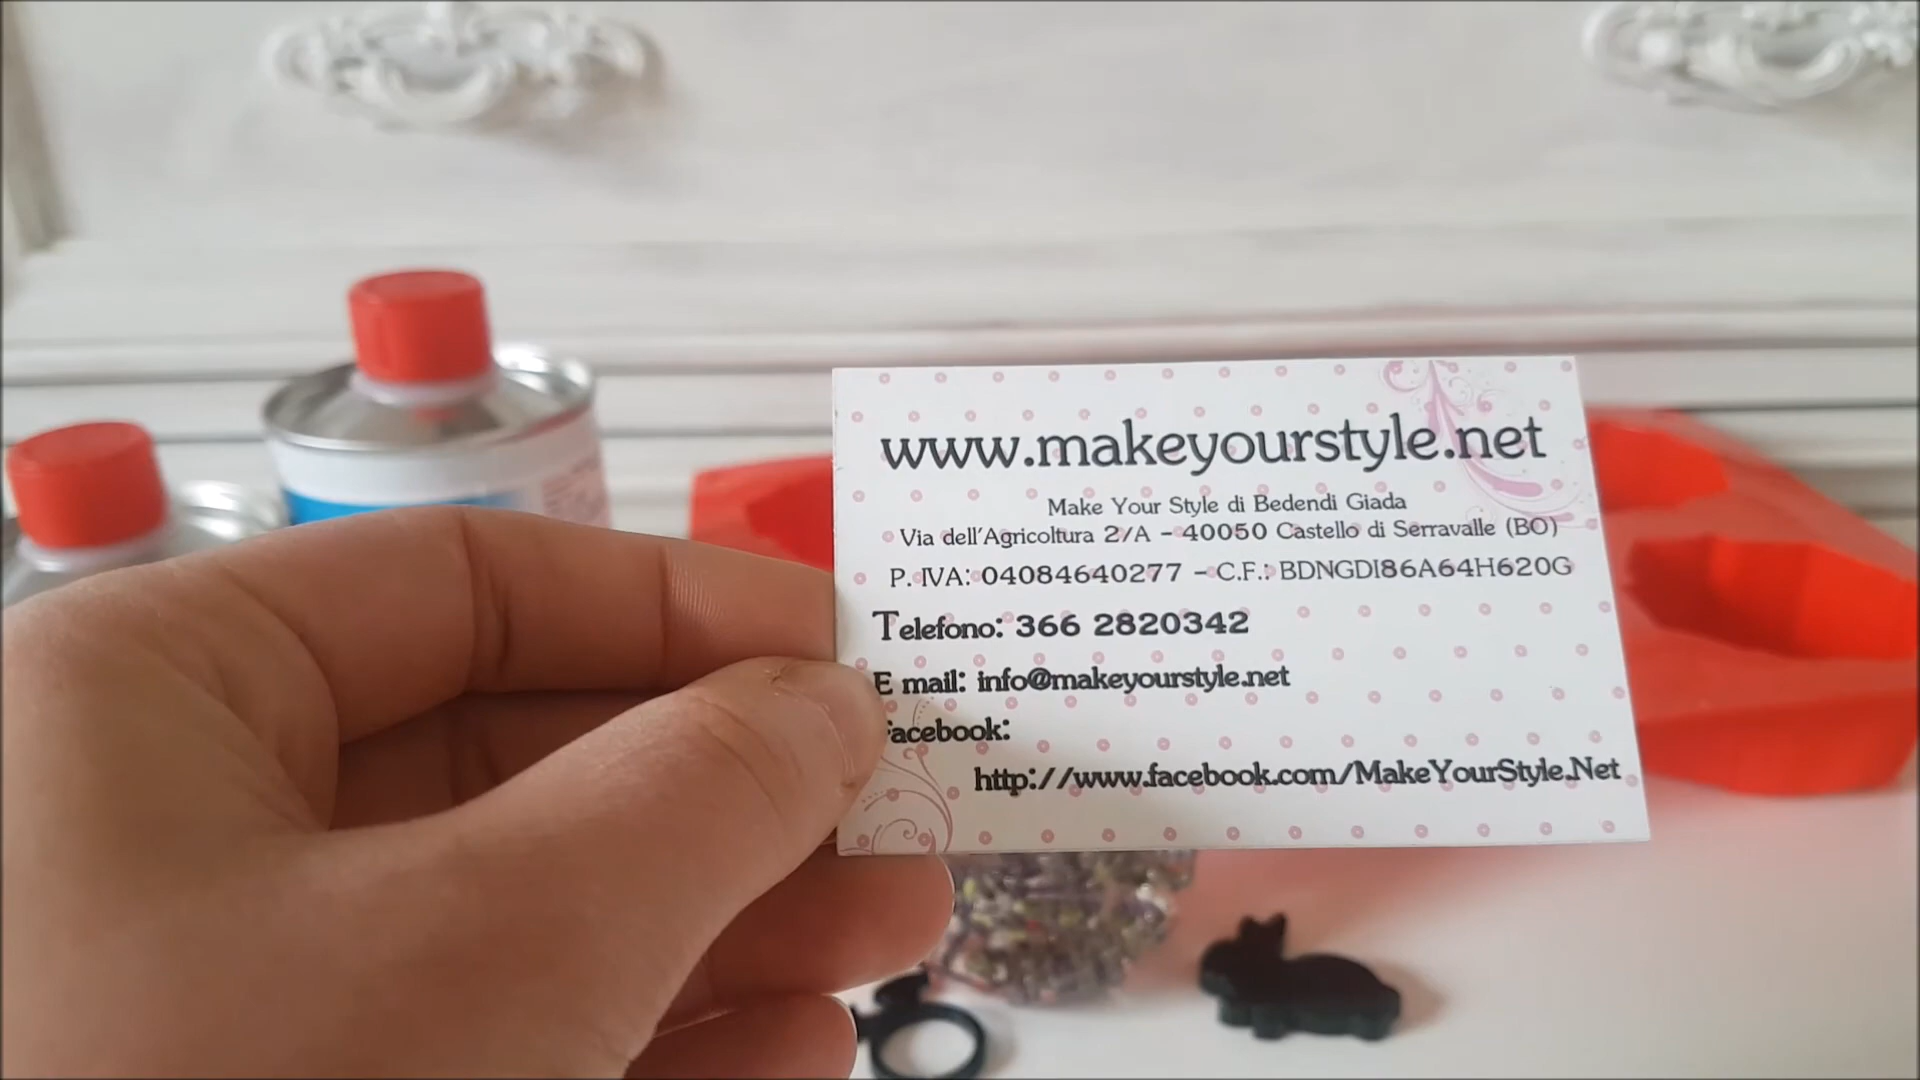 www.makeyourstyle.net
Make Your Style di Bedendi Giada
Via dell'Agricoltura 2/A - 40050 Castello di Serravalle (BO)
P. IVA: 04084640277 - C.F.: BDNGDI86A64H620G
Telefono: 366 2820342
E mail: info@makeyourstyle.net
Facebook:
http://www.facebook.com/MakeYourStyle.Net